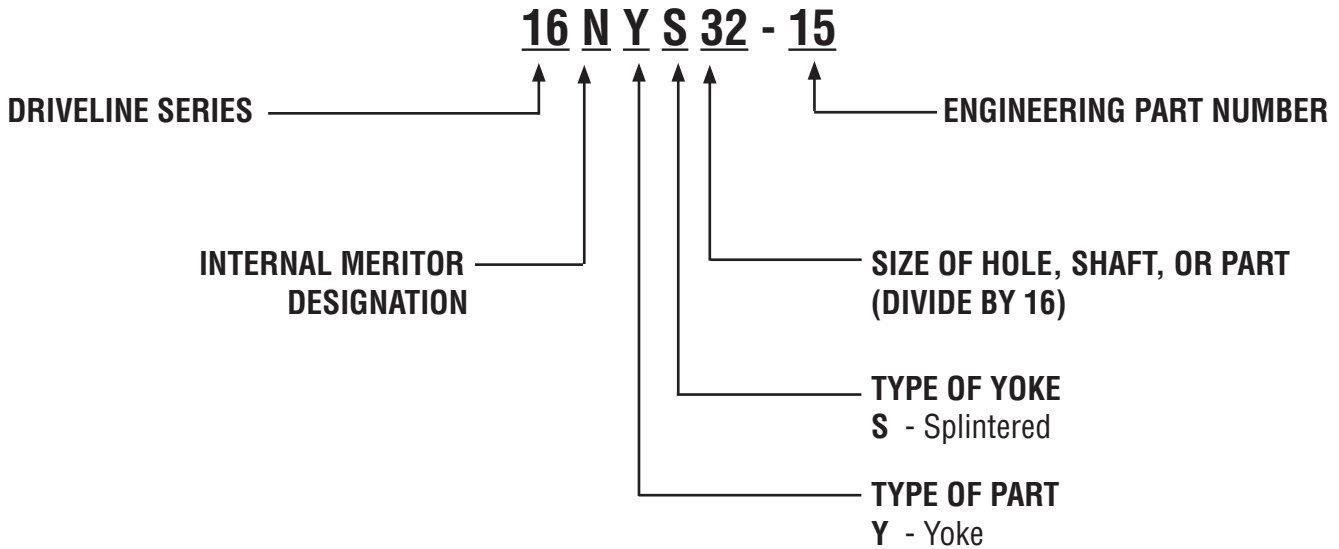 16 N Y S 32 - 15
DRIVELINE SERIES
ENGINEERING PART NUMBER
INTERNAL MERITOR
DESIGNATION
SIZE OF HOLE, SHAFT, OR PART
(DIVIDE BY 16)
TYPE OF YOKE
S - Splintered
TYPE OF PART
Y - Yoke